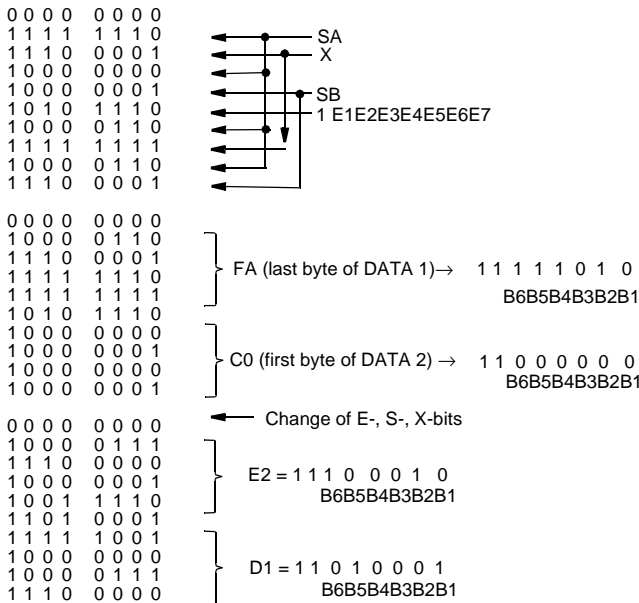 0 0 0 0 0 0 0 0
1 1 1 1 1 1 1 0 SA
1 1 1 0 0 0 0 1 X
1 0 0 0 0 0 0 0
1 0 0 0 0 0 0 1 SB
1 0 1 0 1 1 1 0 1 E1E2E3E4E5E6E7
1 0 0 0 0 1 1 0
1 1 1 1 1 1 1 1
1 0 0 0 0 1 1 0
1 1 1 0 0 0 0 1
0 0 0 0 0 0 0 0
1 0 0 0 0 1 1 0
1 1 1 0 0 0 0 1
FA (last byte of DATA 1)→ 1 1 1 1 1 0 1 0
1 1 1 1 1 1 1 0
1 1 1 1 1 1 1 1 B6B5B4B3B2B1
1 0 1 0 1 1 1 0
1 0 0 0 0 0 0 0
1 0 0 0 0 0 0 1
C0 (first byte of DATA 2) → 1 1 0 0 0 0 0 0
1 0 0 0 0 0 0 0 B6B5B4B3B2B1
1 0 0 0 0 0 0 1
Change of E-, S-, X-bits
0 0 0 0 0 0 0 0
1 0 0 0 0 1 1 1
1 1 1 0 0 0 0 0
E2 = 1 1 1 0 0 0 1 0
1 0 0 0 0 0 0 1
1 0 0 1 1 1 1 0 B6B5B4B3B2B1
1 1 0 1 0 0 0 1
1 1 1 1 1 0 0 1
1 0 0 0 0 0 0 0
1 0 0 0 0 1 1 1 D1 = 1 1 0 1 0 0 0 1
1 1 1 0 0 0 0 0 B6B5B4B3B2B1